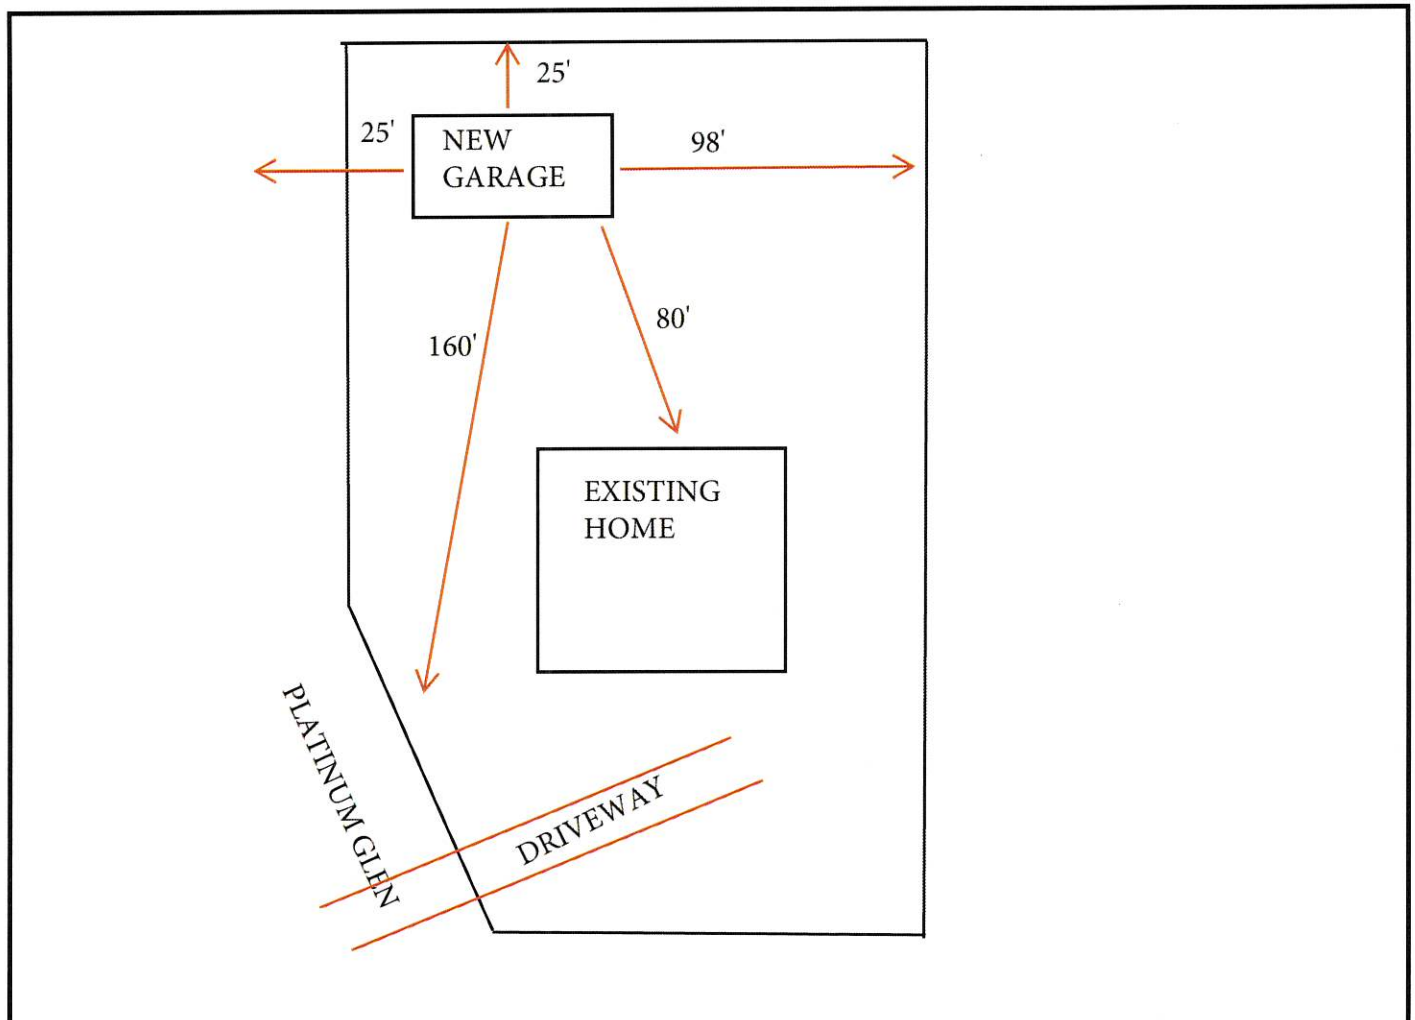 25'
25'
NEW
GARAGE
98'
160'
80'
EXISTING
HOME
PLATINUM GLEN
DRIVEWAY